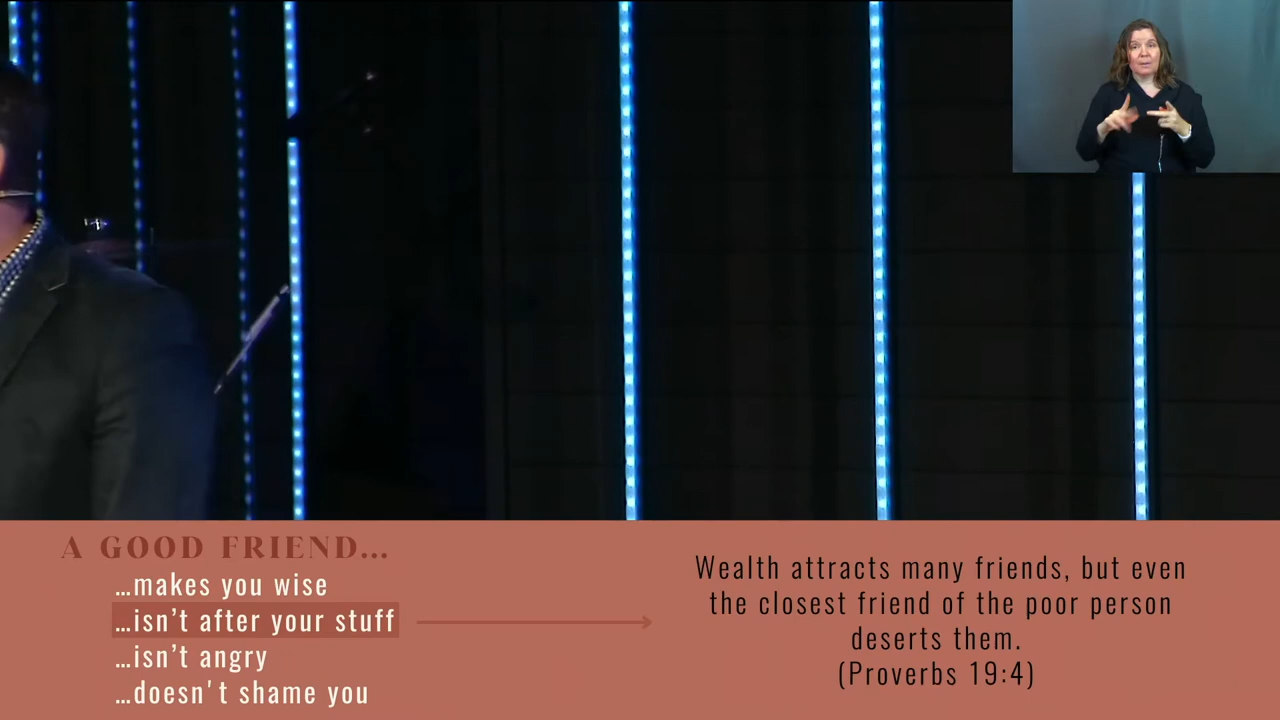 A GOOD FRIEND...
...makes you wise
...isn't after your stuff
...isn't angry
...doesn't shame you
Wealth attracts many friends, but even
the closest friend of the poor person
deserts them.
(Proverbs 19:4)